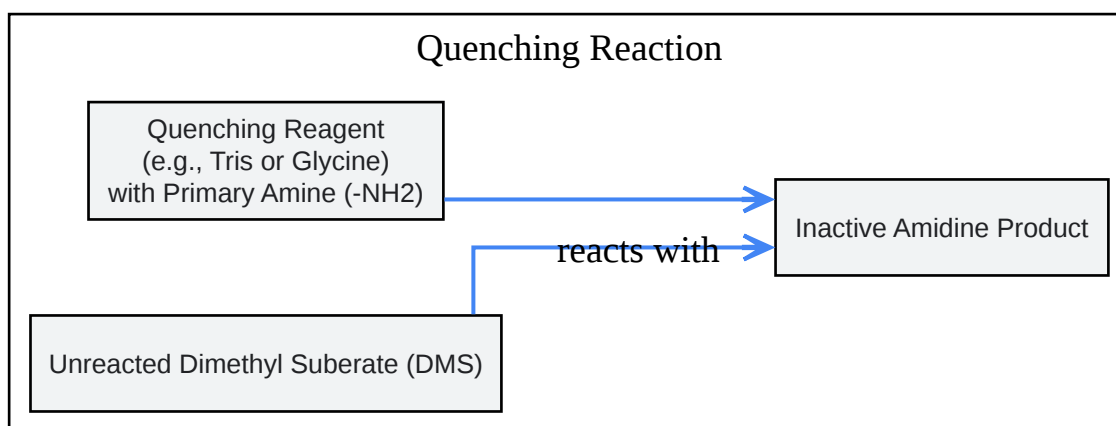 Quenching Reaction
Quenching Reagent
(e.g., Tris or Glycine)
with Primary Amine (-NH2)
Inactive Amidine Product
reacts with
Unreacted Dimethyl Suberate (DMS)